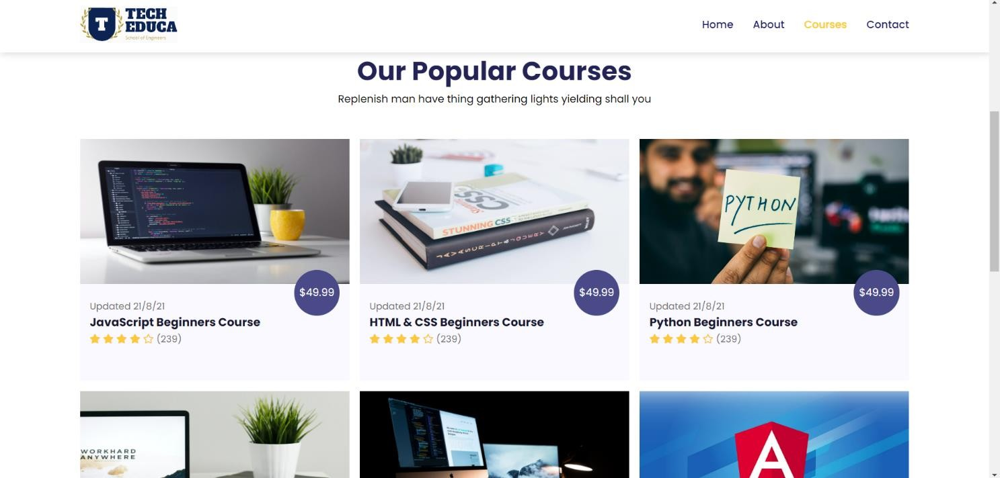 T
TECH
EDUCA
School of Engineers
Home
About
Courses
Contact
Our Popular Courses
Replenish man have thing gathering lights yielding shall you
CSS
STUNNING CSS
JAVASCRIPT & JQUERY
WILEY
PYTHON
$49.99
$49.99
$49.99
Updated 21/8/21
JavaScript Beginners Course
(239)
Updated 21/8/21
HTML & CSS Beginners Course
(239)
Updated 21/8/21
Python Beginners Course
(239)
WORKHARD
ANYWHERE
A